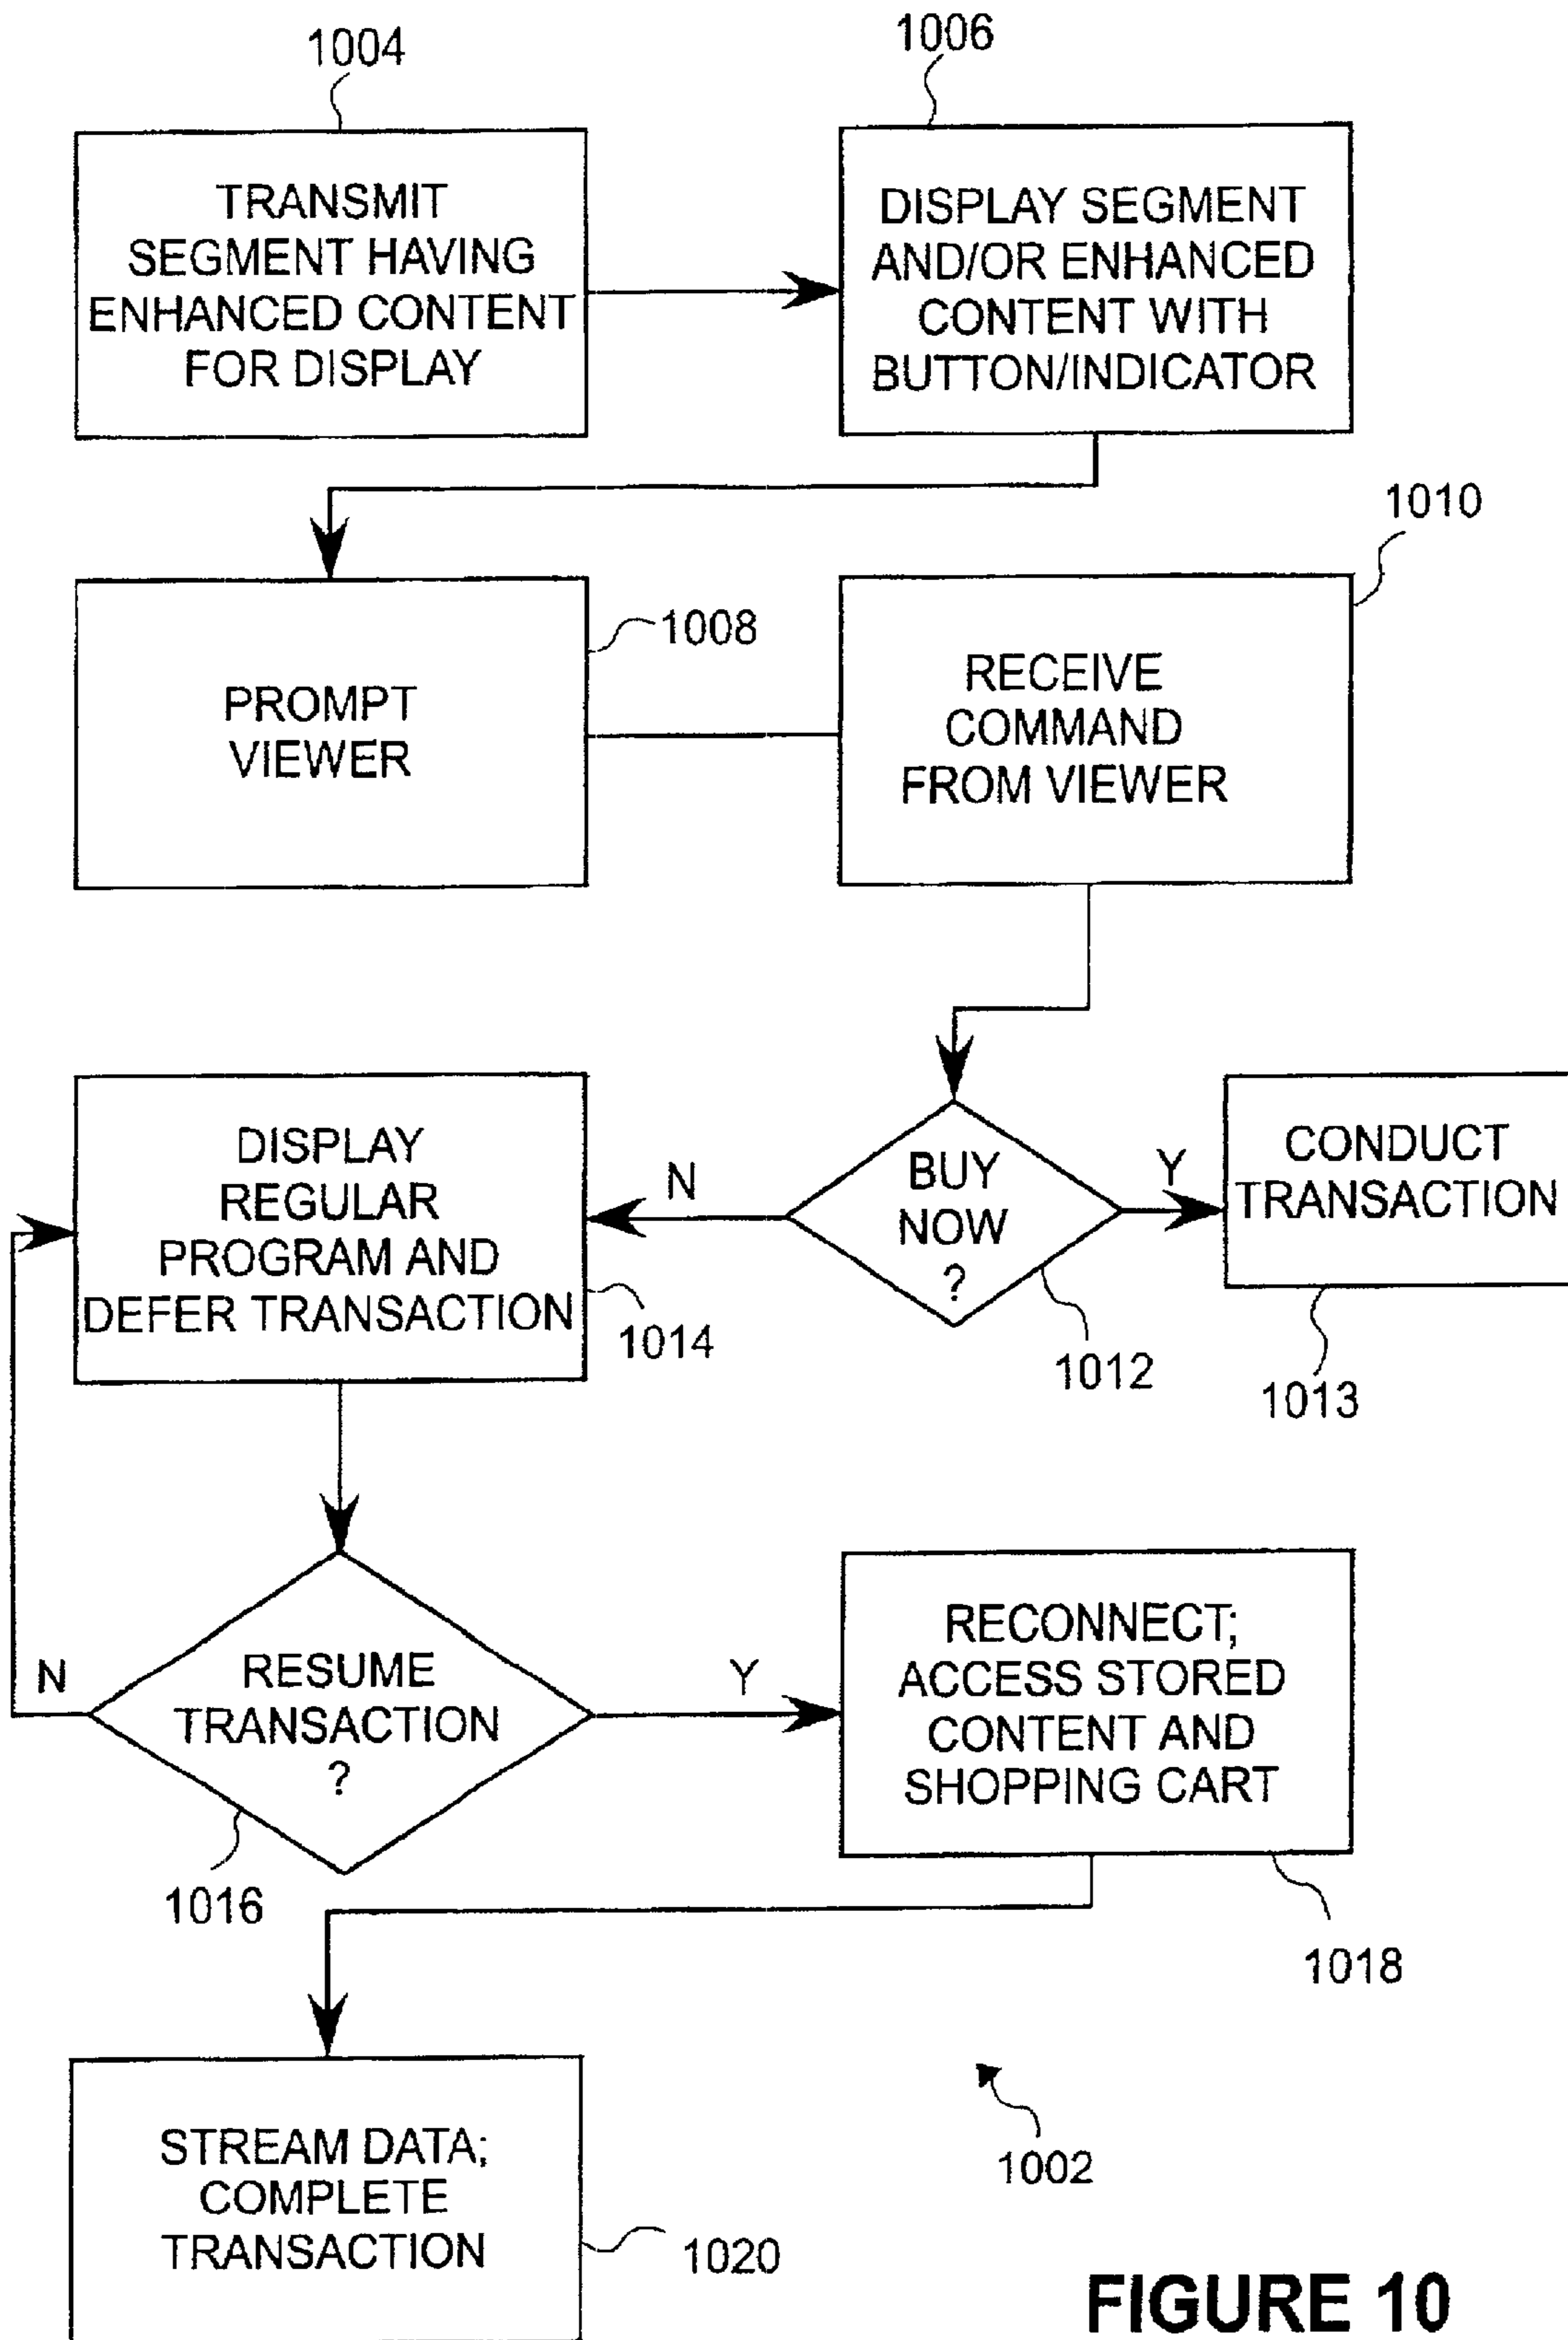 1004
TRANSMIT
SEGMENT HAVING
ENHANCED CONTENT
FOR DISPLAY
1006
DISPLAY SEGMENT
AND/OR ENHANCED
CONTENT WITH
BUTTON/INDICATOR
PROMPT
VIEWER
1008
1010
RECEIVE
COMMAND
FROM VIEWER
BUY
NOW
?
1012
Y
CONDUCT
TRANSACTION
1013
N
DISPLAY
REGULAR
PROGRAM AND
DEFER TRANSACTION
1014
RESUME
TRANSACTION
?
1016
N
Y
RECONNECT;
ACCESS STORED
CONTENT AND
SHOPPING CART
1018
STREAM DATA;
COMPLETE
TRANSACTION
1020
1002
FIGURE 10